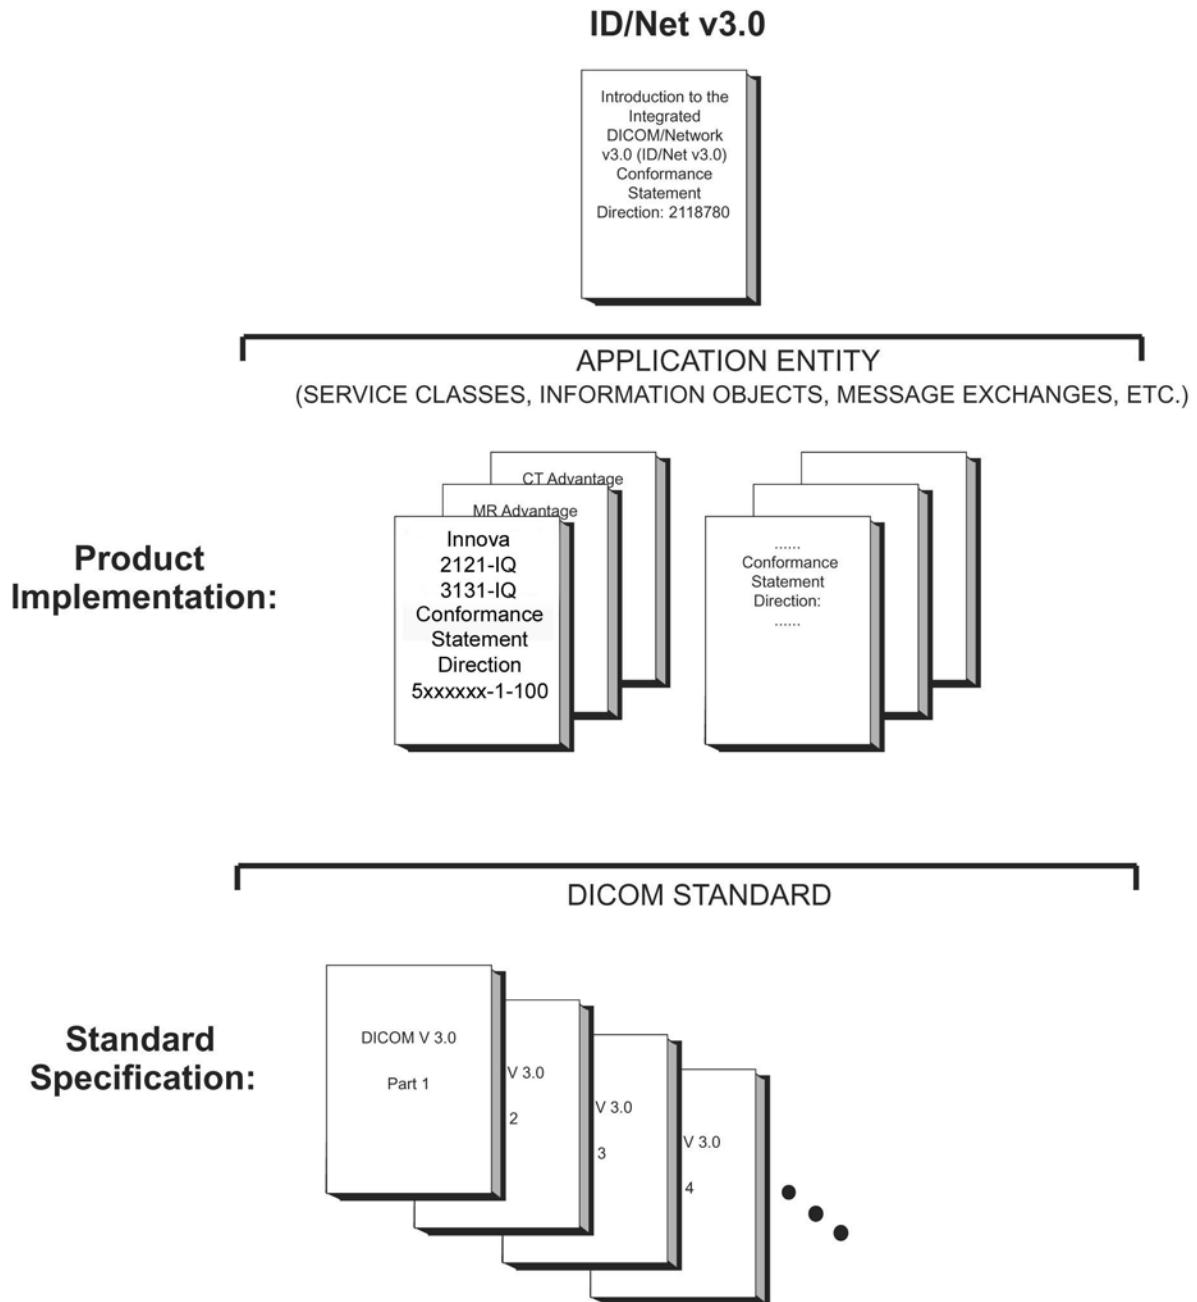 ID/Net v3.0
Introduction to the
Integrated
DICOM/Network
v3.0 (ID/Net v3.0)
Conformance
Statement
Direction: 2118780
APPLICATION ENTITY
(SERVICE CLASSES, INFORMATION OBJECTS, MESSAGE EXCHANGES, ETC.)
Product
Implementation:
CT Advantage
MR Advantage
Innova
2121-IQ
3131-IQ
Conformance
Statement
Direction
5xxxxxx-1-100
......
Conformance
Statement
Direction:
......
DICOM STANDARD
Standard
Specification:
DICOM V 3.0
Part 1
V 3.0
2
V 3.0
3
V 3.0
4